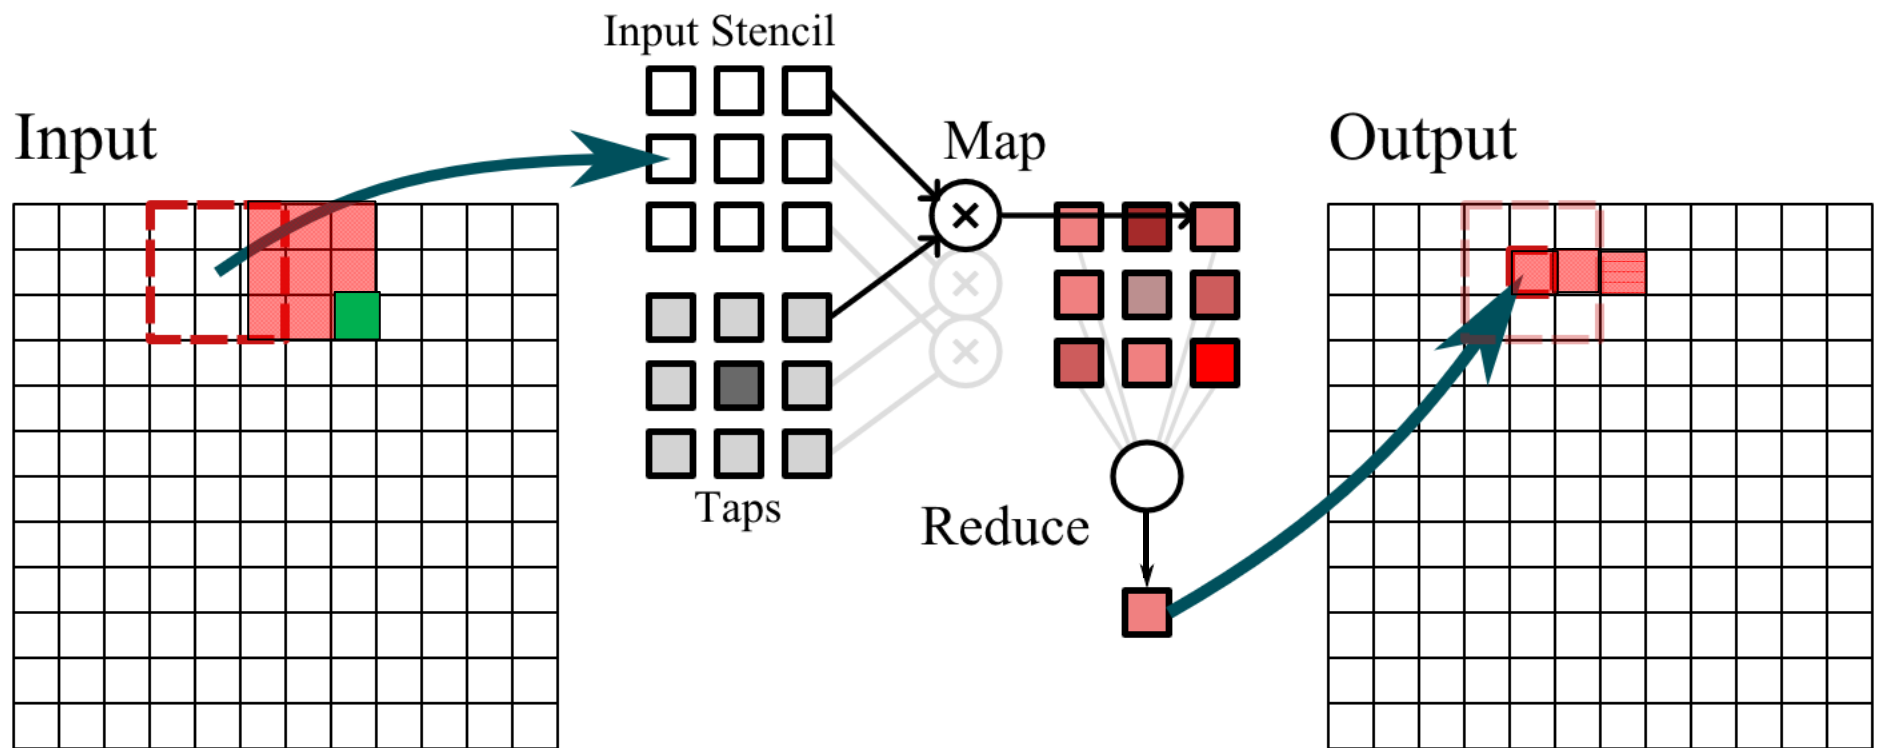 Input Stencil
Input
Map
Output
×
×
×
Taps
Reduce